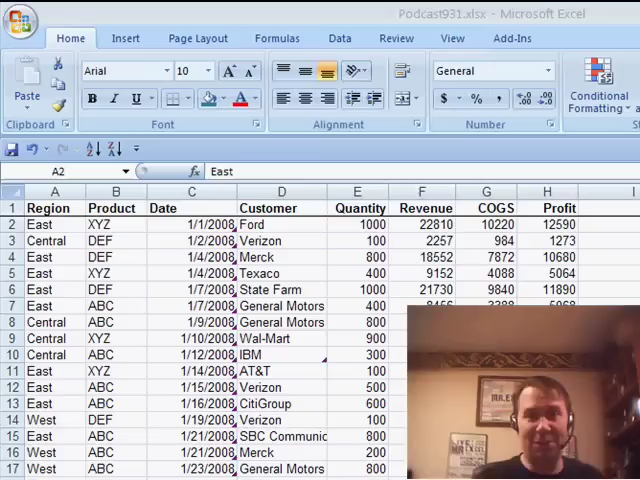 Podcast931.xlsx - Microsoft Excel
Home Insert Page Layout Formulas Data Review View Add-Ins
Paste Arial 10 A A General Conditional
B I U A $ % , .00 .00 Formatting
Clipboard Font Alignment Number
A2 fx East
A B C D E F G H I
1 Region Product Date Customer Quantity Revenue COGS Profit
2 East XYZ 1/1/2008 Ford 1000 22810 10220 12590
3 Central DEF 1/2/2008 Verizon 100 2257 984 1273
4 East DEF 1/4/2008 Merck 800 18552 7872 10680
5 East XYZ 1/4/2008 Texaco 400 9152 4088 5064
6 East XYZ 1/7/2008 State Farm 1000 21730 9840 11890
7 East ABC 1/7/2008 General Motors 400
8 Central ABC 1/9/2008 General Motors 800
9 Central XYZ 1/10/2008 Wal-Mart 900
10 Central ABC 1/12/2008 IBM 300
11 East XYZ 1/14/2008 AT&T 100
12 East ABC 1/15/2008 Verizon 500
13 East ABC 1/16/2008 CitiGroup 600
14 West DEF 1/19/2008 Verizon 100
15 East ABC 1/21/2008 SBC Communic 800
16 West ABC 1/21/2008 Merck 200
17 West ABC 1/23/2008 General Motors 800